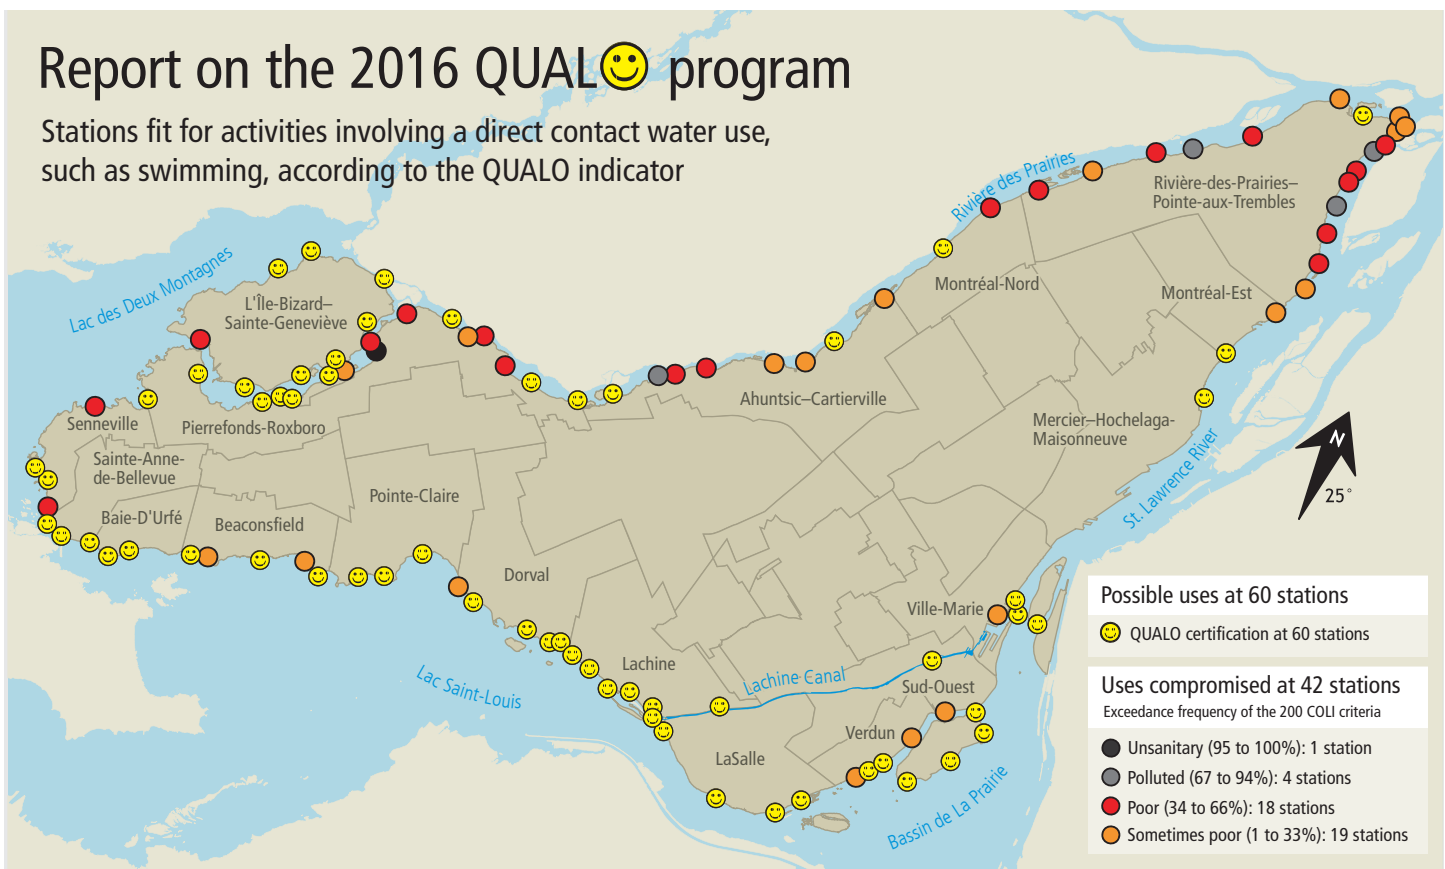 Report on the 2016 QUAL program
Stations fit for activities involving a direct contact water use,
such as swimming, according to the QUALO indicator
Rivière des Prairies
Rivière-des-Prairies–
Pointe-aux-Trembles
Lac des Deux Montagnes
L'Île-Bizard–
Sainte-Geneviève
Montréal-Nord
Montréal-Est
Ahuntsic–Cartierville
Senneville
Pierrefonds-Roxboro
Mercier–Hochelaga-
Maisonneuve
St. Lawrence River
N
25°
Sainte-Anne-
de-Bellevue
Pointe-Claire
Baie-D'Urfé
Beaconsfield
Dorval
Ville-Marie
Lachine
Lac Saint-Louis
Lachine Canal
Sud-Ouest
Verdun
LaSalle
Bassin de La Prairie
Possible uses at 60 stations
QUALO certification at 60 stations
Uses compromised at 42 stations
Exceedance frequency of the 200 COLI criteria
Unsanitary (95 to 100%): 1 station
Polluted (67 to 94%): 4 stations
Poor (34 to 66%): 18 stations
Sometimes poor (1 to 33%): 19 stations